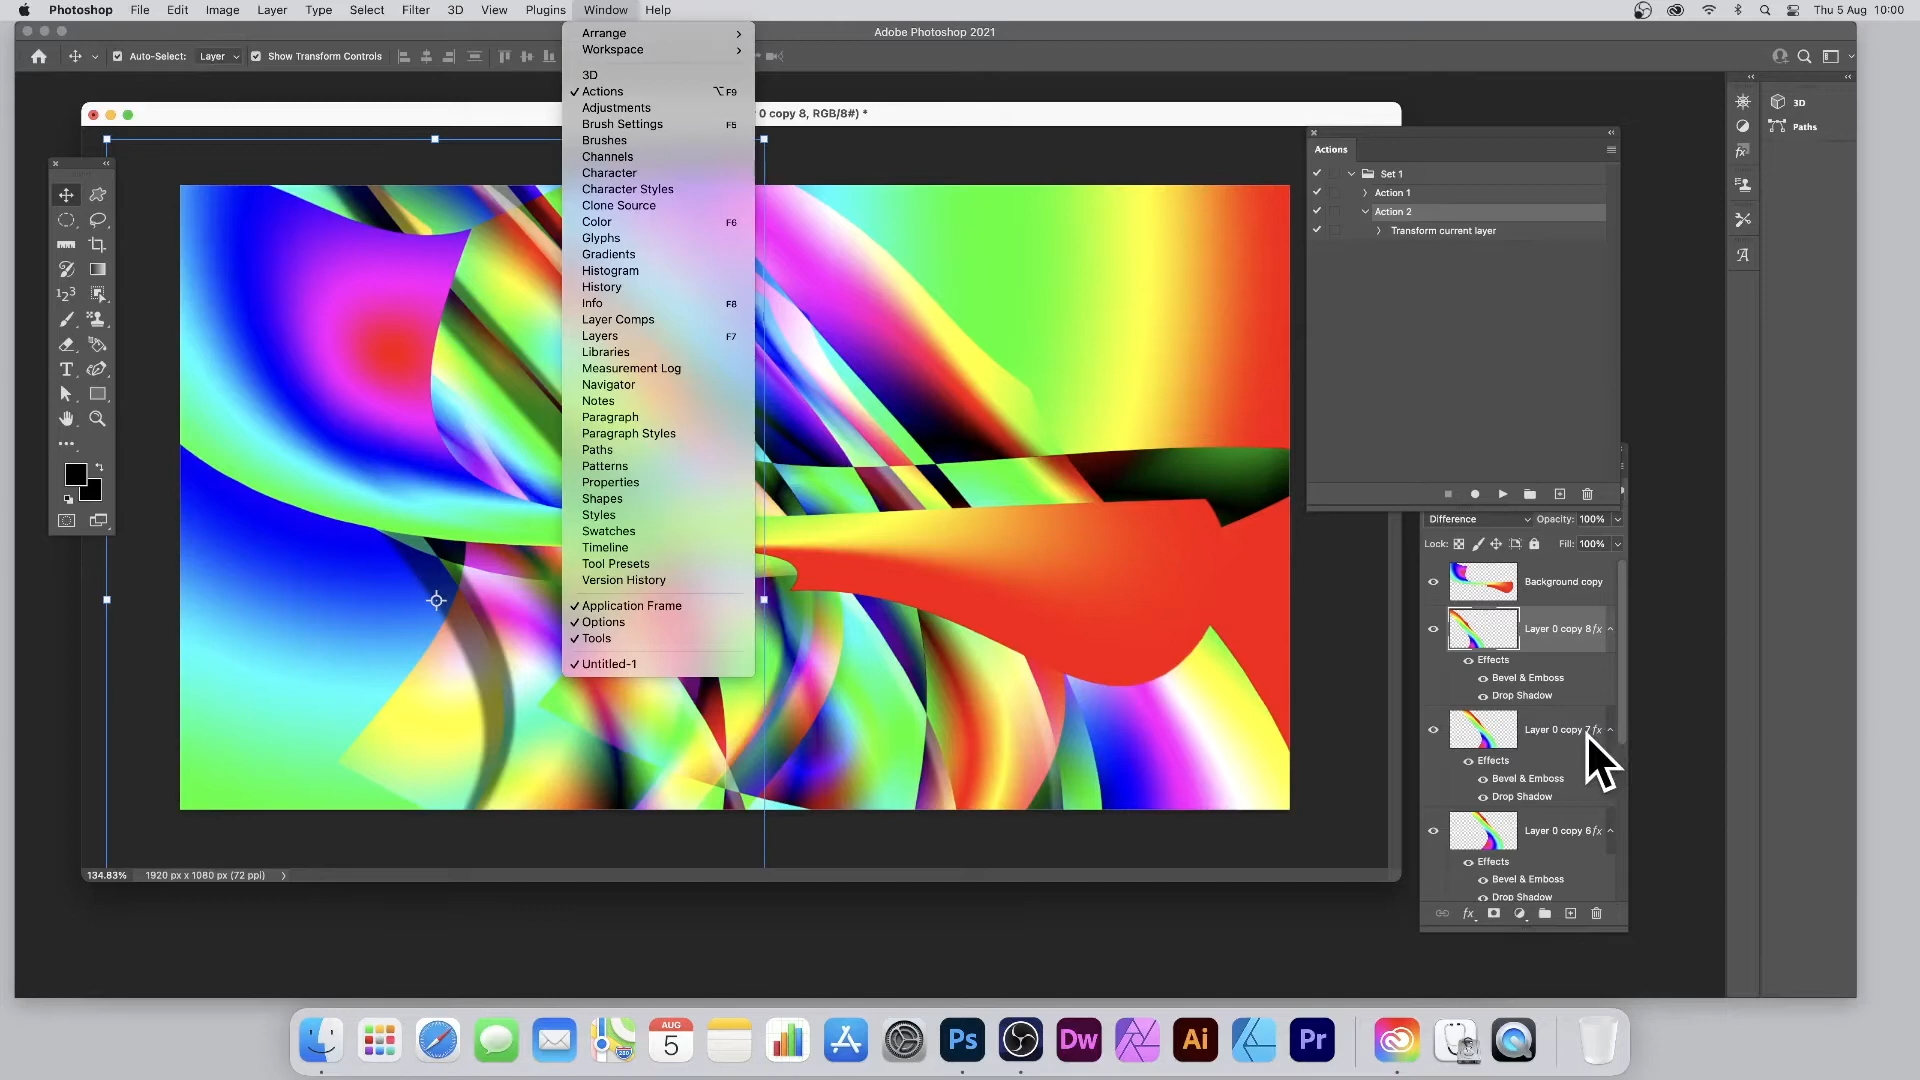 Photoshop File Edit Image Layer Type Select Filter 3D View Plugins Window Help Thu 5 Aug 10:00
Adobe Photoshop 2021
Auto-Select: Layer Show Transform Controls
0 copy 8, RGB/8#) *
Arrange
Workspace
3D
Actions ⌥F9
Adjustments
Brush Settings F5
Brushes
Channels
Character
Character Styles
Clone Source
Color F6
Glyphs
Gradients
Histogram
History
Info F8
Layer Comps
Layers F7
Libraries
Measurement Log
Navigator
Notes
Paragraph
Paragraph Styles
Paths
Patterns
Properties
Shapes
Styles
Swatches
Timeline
Tool Presets
Version History
Application Frame
Options
Tools
Untitled-1
Actions
Set 1
Action 1
Action 2
Transform current layer
3D
Paths
Difference Opacity: 100%
Lock: Fill: 100%
Background copy
Layer 0 copy 8 fx
Effects
Bevel & Emboss
Drop Shadow
Layer 0 copy 7 fx
Effects
Bevel & Emboss
Drop Shadow
Layer 0 copy 6 fx
Effects
Bevel & Emboss
Drop Shadow
fx
134.83% 1920 px x 1080 px (72 ppi)
AUG
5
280
Ps
Dw
Ai
Pr